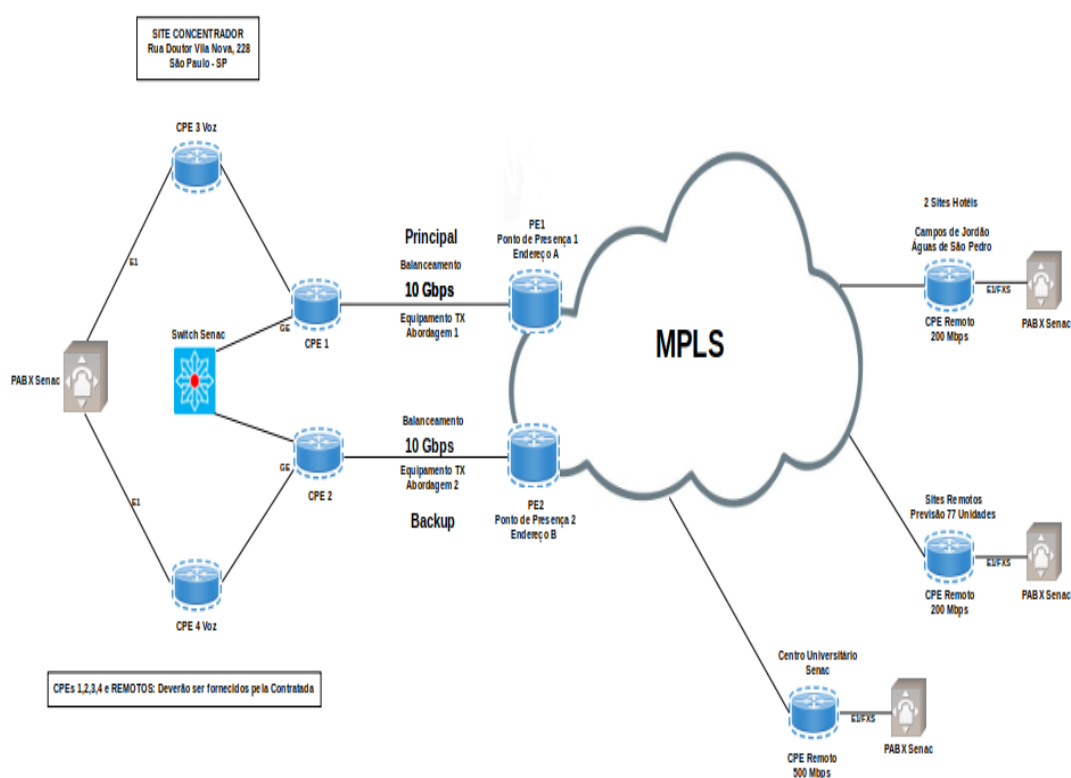 SITE CONCENTRADOR
Rua Doutor Vila Nova, 228
São Paulo - SP
CPE 3 Voz
E1
PABX Senac
Switch Senac
GE
CPE 1
GE
CPE 2
E1
CPE 4 Voz
CPEs 1,2,3,4 e REMOTOS: Deverão ser fornecidos pela Contratada
Principal
Balanceamento
10 Gbps
Equipamento TX
Abordagem 1
PE1
Ponto de Presença 1
Endereço A
Balanceamento
10 Gbps
Equipamento TX
Abordagem 2
Backup
PE2
Ponto de Presença 2
Endereço B
MPLS
2 Sites Hotéis
Campos de Jordão
Águas de São Pedro
E1/FXS
CPE Remoto
200 Mbps
PABX Senac
Sites Remotos
Previsão 77 Unidades
E1/FXS
CPE Remoto
200 Mbps
PABX Senac
Centro Universitário
Senac
E1/FXS
CPE Remoto
500 Mbps
PABX Senac